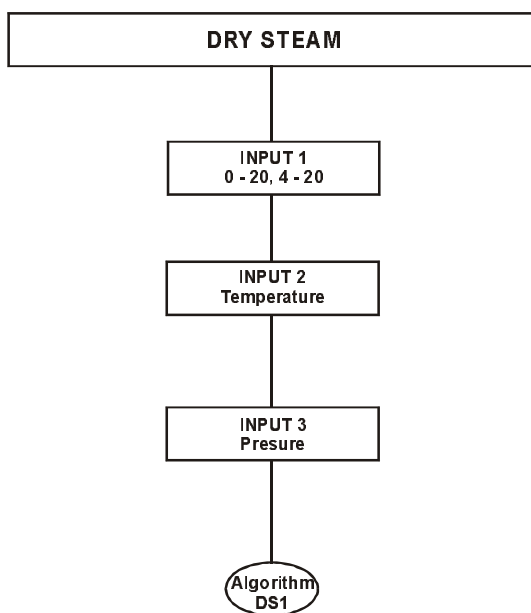 DRY STEAM
INPUT 1
0 - 20, 4 - 20
INPUT 2
Temperature
INPUT 3
Presure
Algorithm
DS1